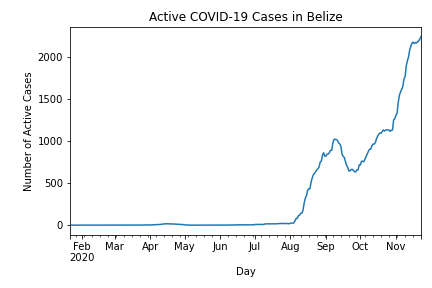 Active COVID-19 Cases in Belize
Number of Active Cases
2000
1500
1000
500
0
Feb Mar Apr May Jun Jul Aug Sep Oct Nov
2020
Day